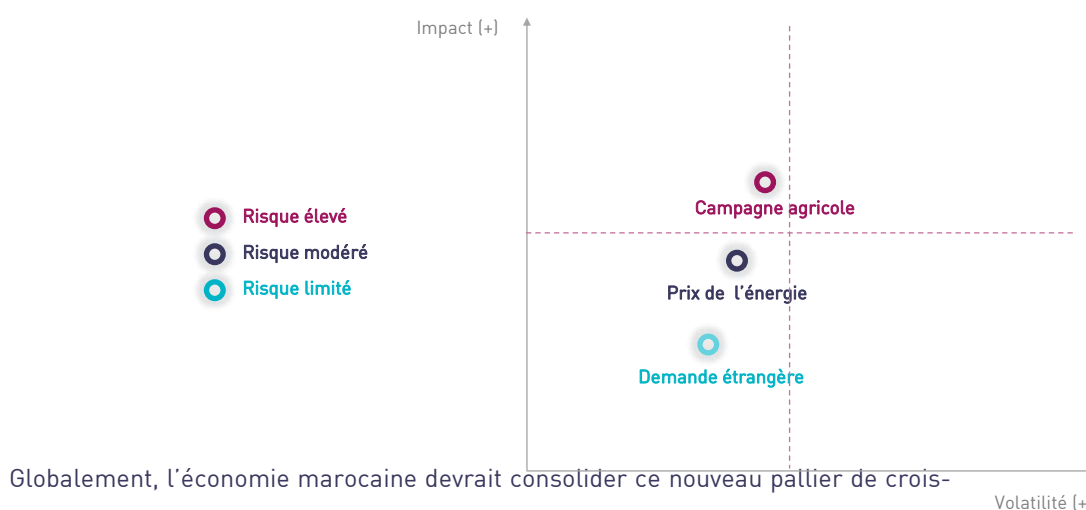 Impact (+)
Campagne agricole
Risque élevé
Risque modéré
Risque limité
Prix de l’énergie
Demande étrangère
Globalement, l’économie marocaine devrait consolider ce nouveau pallier de crois-
Volatilité (+